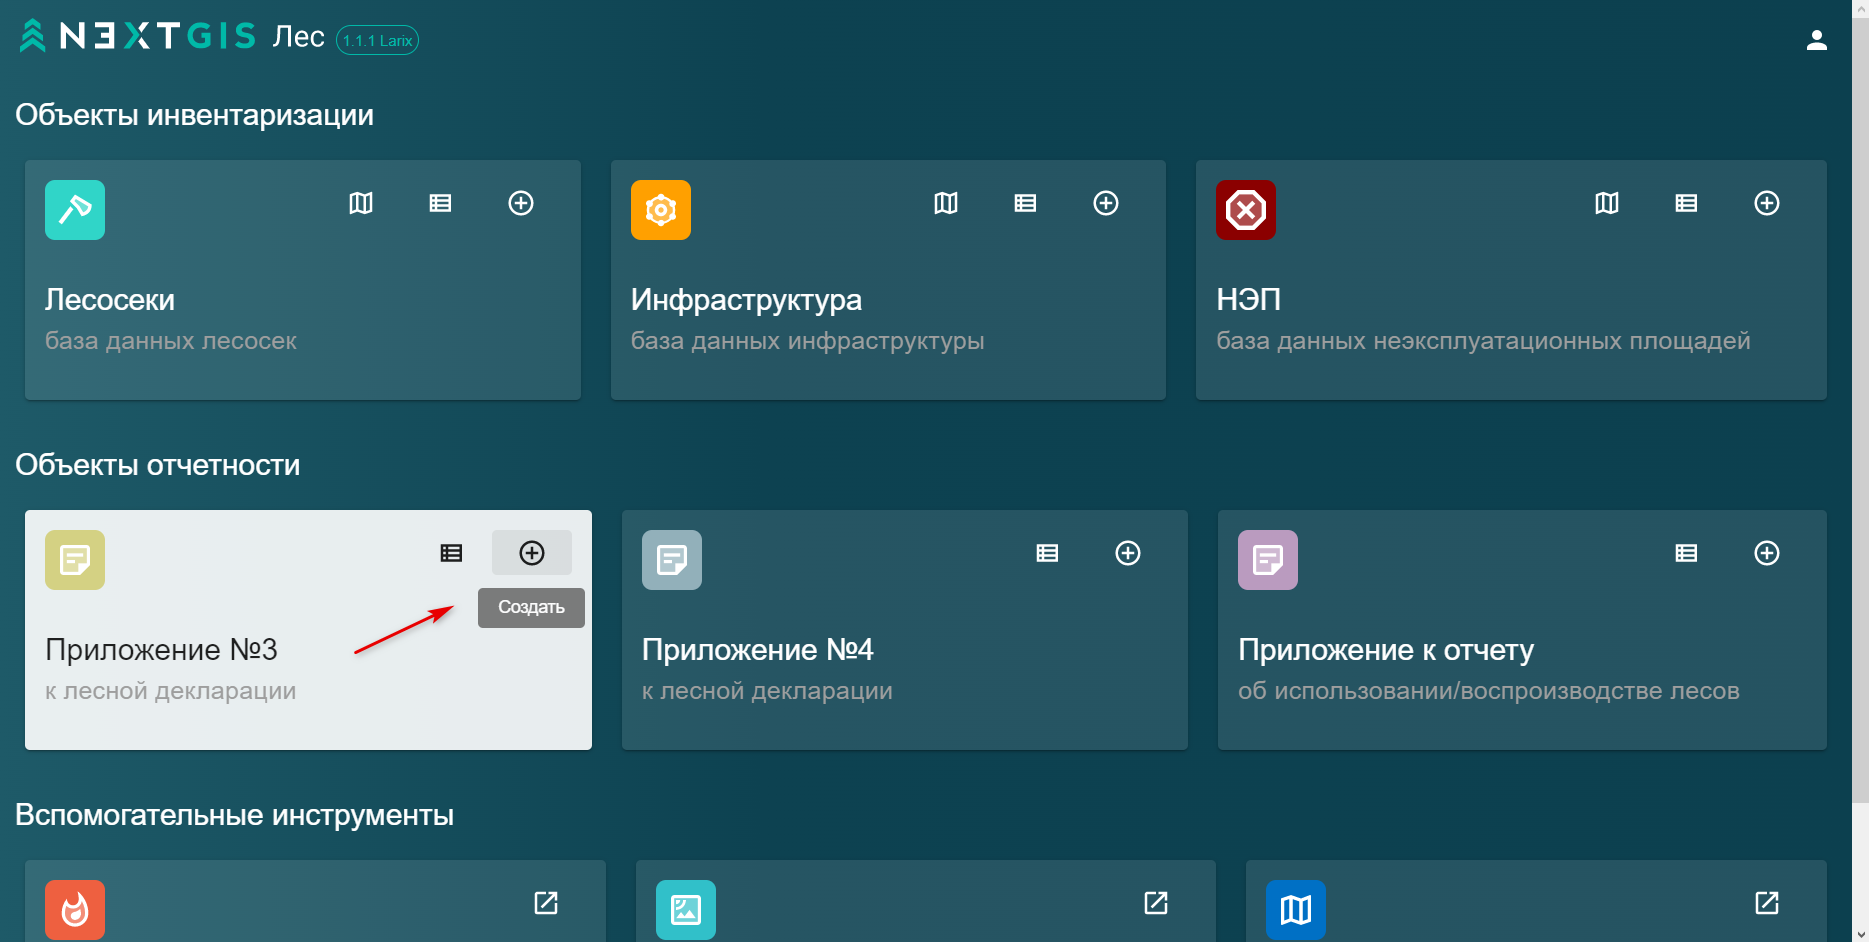 NEXTGIS Лес 1.1.1 Larix
Объекты инвентаризации
Лесосеки
база данных лесосек
Инфраструктура
база данных инфраструктуры
НЭП
база данных неэксплуатационных площадей
Объекты отчетности
Создать
Приложение №3
к лесной декларации
Приложение №4
к лесной декларации
Приложение к отчету
об использовании/воспроизводстве лесов
Вспомогательные инструменты